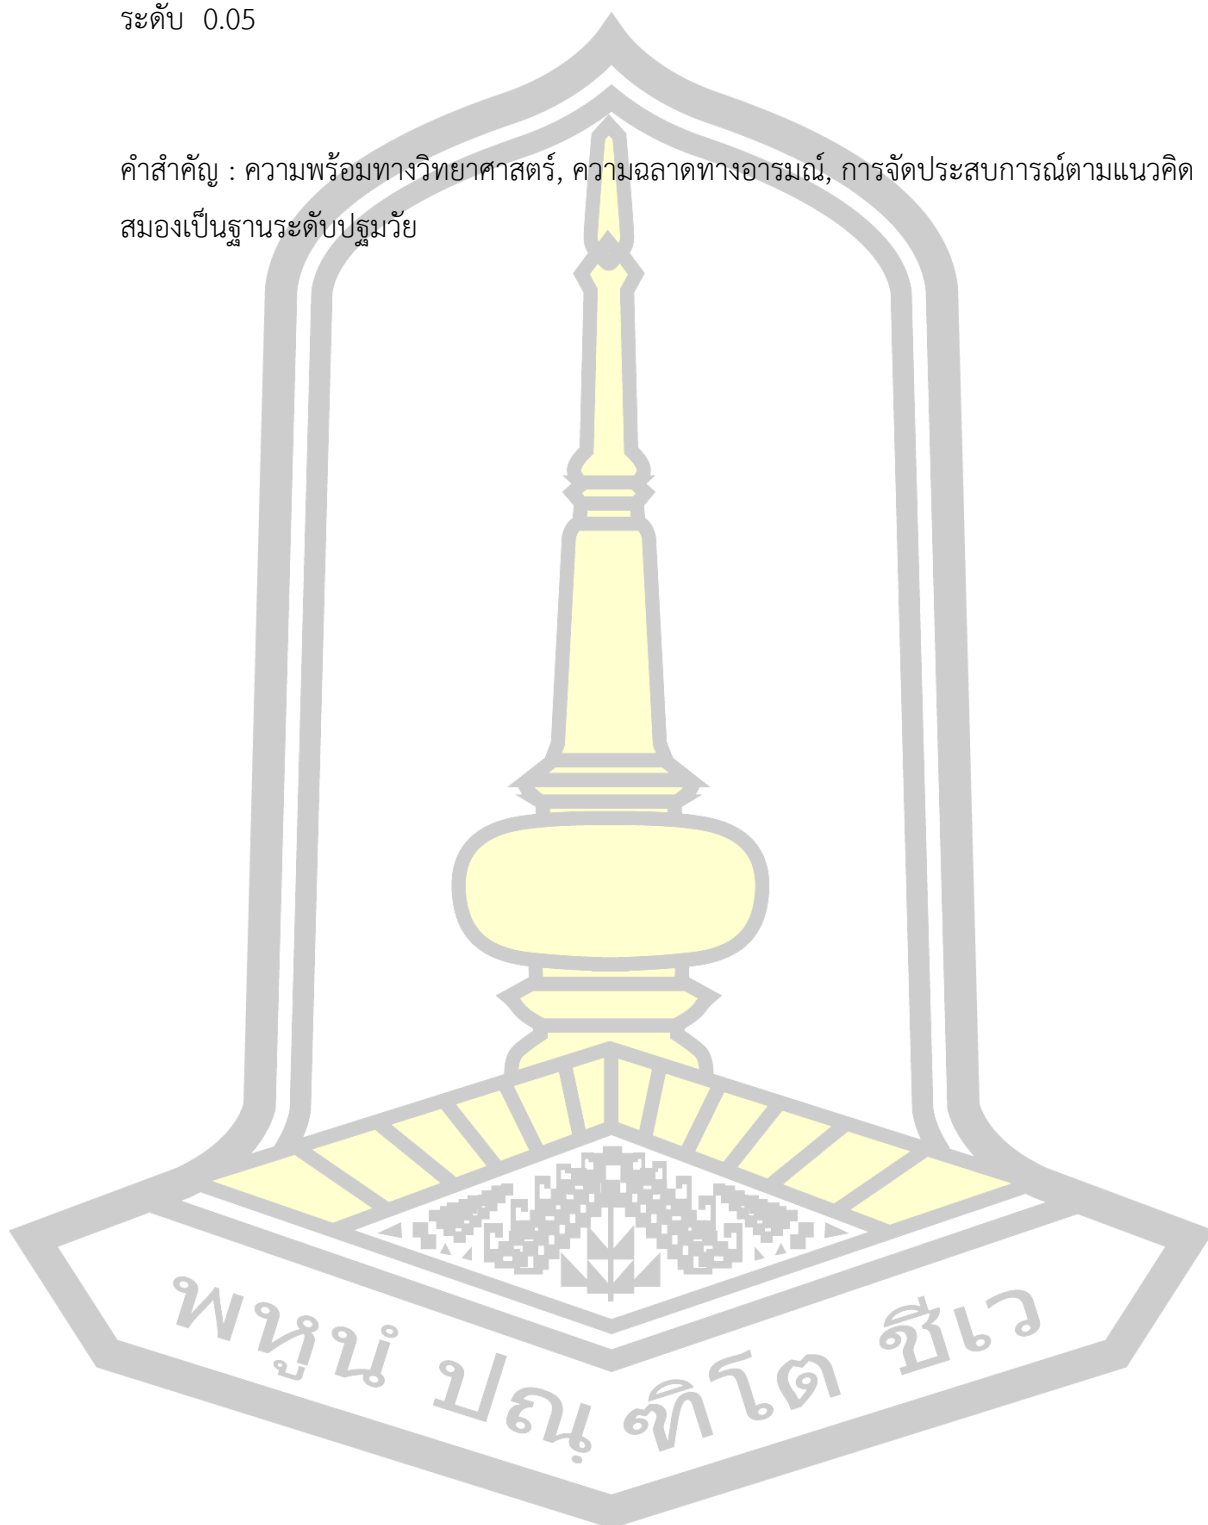 ระดับ 0.05
คำสำคัญ : ความพร้อมทางวิทยาศาสตร์, ความฉลาดทางอารมณ์, การจัดประสบการณ์ตามแนวคิด
สมองเป็นฐานระดับปฐมวัย
พหูนํ ปณฺฑิโต ชีเว